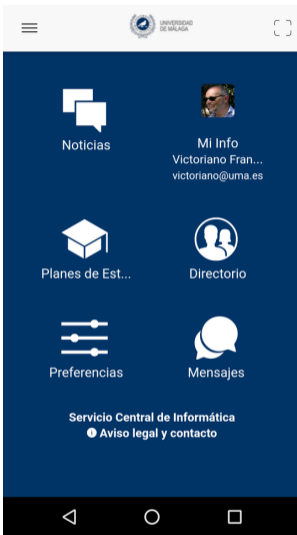 UNIVERSIDAD
DE MÁLAGA
Noticias
Mi Info
Victoriano Fran...
victoriano@uma.es
Planes de Est...
Directorio
Preferencias
Mensajes
Servicio Central de Informática
Aviso legal y contacto